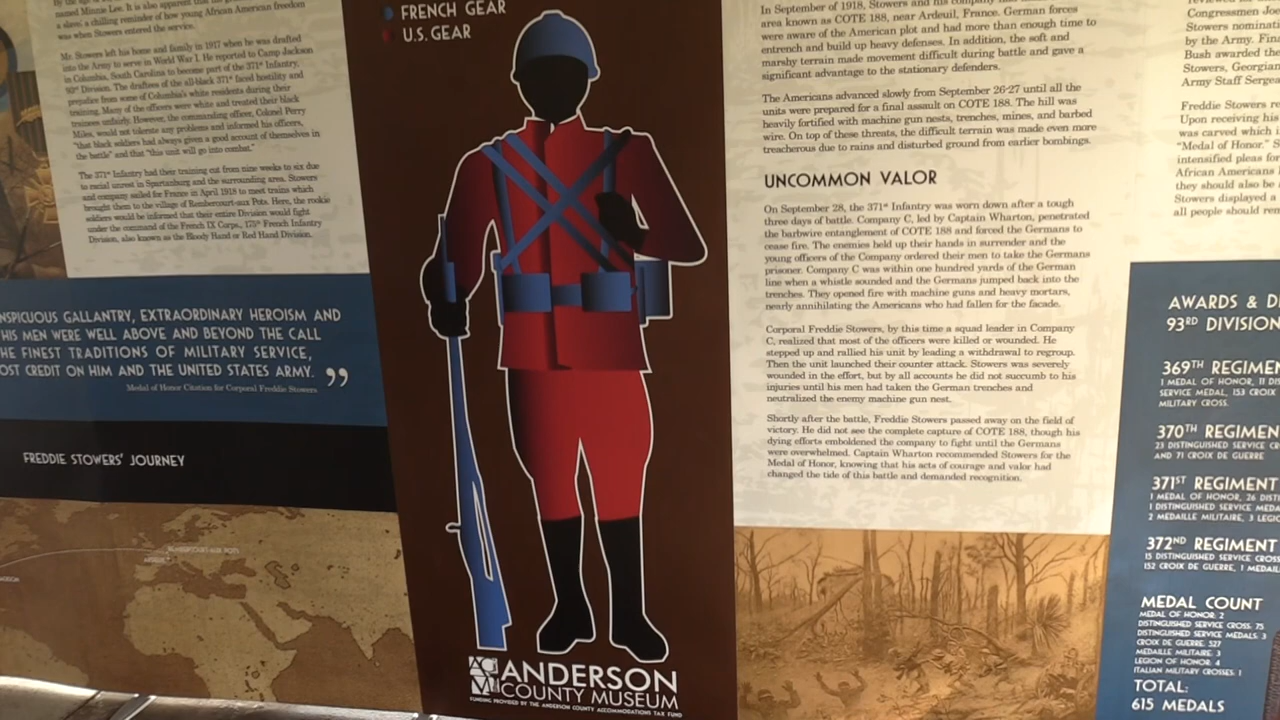 named Minnie Lee. It is also apparent that
a slave, a chilling reminder of how young African American freedom
was when Stowers entered the service.
Mr. Stowers left his home and family in 1917 when he was drafted
into the Army to serve in World War I. He reported to Camp Jackson
in Columbia, South Carolina to become part of the 371st Infantry,
93rd Division. The draftees of the all-black 371st faced hostility and
prejudice from some of Columbia's white residents during their
training. Many of the officers were white and treated their black
trainees unfairly. However, the commanding officer, Colonel Perry
Miles, would not tolerate any problems and informed his officers,
"that black soldiers had always given a good account of themselves in
the battle" and that "this unit will go into combat."
The 371st Infantry had their training cut from nine weeks to six due
to racial unrest in Spartanburg and the surrounding area. Stowers
and company sailed for France in April 1918 to meet trains which
brought them to the village of Rembercourt-aux Pots. Here, the rookie
soldiers would be informed that their entire Division would fight
under the command of the French IX Corps, 175th French Infantry
Division, also known as the Bloody Hand or Red Hand Division.
NSPICUOUS GALLANTRY, EXTRAORDINARY HEROISM AND
HIS MEN WERE WELL ABOVE AND BEYOND THE CALL
HE FINEST TRADITIONS OF MILITARY SERVICE,
OST CREDIT ON HIM AND THE UNITED STATES ARMY. ”
Medal of Honor Citation for Corporal Freddie Stowers.
FREDDIE STOWERS' JOURNEY
FRENCH GEAR
U.S. GEAR
ACM ANDERSON
COUNTY MUSEUM
FUNDING PROVIDED BY THE ANDERSON COUNTY ACCOMMODATIONS TAX FUND
In September of 1918, Stowers and his company
area known as COTE 188, near Ardeuil, France. German forces
were aware of the American plot and had more than enough time to
entrench and build up heavy defenses. In addition, the soft and
marshy terrain made movement difficult during battle and gave a
significant advantage to the stationary defenders.
The Americans advanced slowly from September 26-27 until all the
units were prepared for a final assault on COTE 188. The hill was
heavily fortified with machine gun nests, trenches, mines, and barbed
wire. On top of these threats, the difficult terrain was made even more
treacherous due to rains and disturbed ground from earlier bombings.
UNCOMMON VALOR
On September 28, the 371st Infantry was worn down after a tough
three days of battle. Company C, led by Captain Wharton, penetrated
the barbwire entanglement of COTE 188 and forced the Germans to
cease fire. The enemies held up their hands in surrender and the
young officers of the Company ordered their men to take the Germans
prisoner. Company C was within one hundred yards of the German
line when a whistle sounded and the Germans jumped back into the
trenches. They opened fire with machine guns and heavy mortars,
nearly annihilating the Americans who had fallen for the facade.
Corporal Freddie Stowers, by this time a squad leader in Company
C, realized that most of the officers were killed or wounded. He
stepped up and rallied his unit by leading a withdrawal to regroup.
Then the unit launched their counter attack. Stowers was severely
wounded in the effort, but by all accounts he did not succumb to his
injuries until his men had taken the German trenches and
neutralized the enemy machine gun nest.
Shortly after the battle, Freddie Stowers passed away on the field of
victory. He did not see the complete capture of COTE 188, though his
dying efforts emboldened the company to fight until the Germans
were overwhelmed. Captain Wharton recommended Stowers for the
Medal of Honor, knowing that his acts of courage and valor had
changed the tide of this battle and demanded recognition.
Congressmen Joe
Stowers nominat
by the Army. Fina
Bush awarded the
Stowers, Georgian
Army Staff Sergea
Freddie Stowers re
Upon receiving his
was carved which r
"Medal of Honor." S
intensified pleas for
African Americans
they should also be
Stowers displayed a
all people should rem
AWARDS & D
93RD DIVISION
369TH REGIMEN
1 MEDAL OF HONOR, 11 DIS
SERVICE MEDAL, 153 CROIX
MILITARY CROSS.
370TH REGIMENT
23 DISTINGUISHED SERVICE C
AND 71 CROIX DE GUERRE
371ST REGIMENT
1 MEDAL OF HONOR, 26 DISTI
1 DISTINGUISHED SERVICE MEDA
2 MEDAILLE MILITAIRE, 3 LEGIO
372ND REGIMENT
15 DISTINGUISHED SERVICE CROSS
152 CROIX DE GUERRE, 1 MEDAIL
MEDAL COUNT
MEDAL OF HONOR: 2
DISTINGUISHED SERVICE CROSS: 75
DISTINGUISHED SERVICE MEDALS: 3
CROIX DE GUERRE: 527
MEDAILLE MILITAIRE: 3
LEGION OF HONOR: 4
ITALIAN MILITARY CROSSES: 1
TOTAL:
615 MEDALS